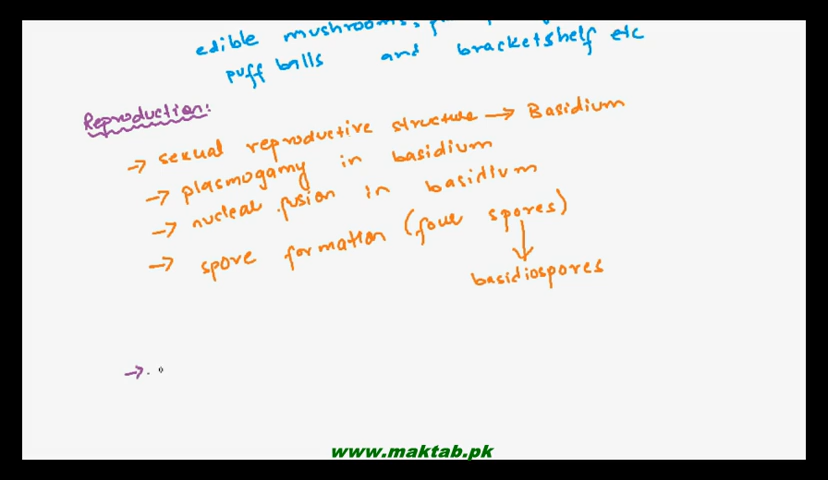 edible mushrooms,
puff balls and bracketshelf etc
Reproduction:
→ sexual reproductive structure → Basidium
→ plasmogamy in basidium
→ nuclear fusion in basidium
→ spore formation (four spores)
↓
basidiospores
→
www.maktab.pk